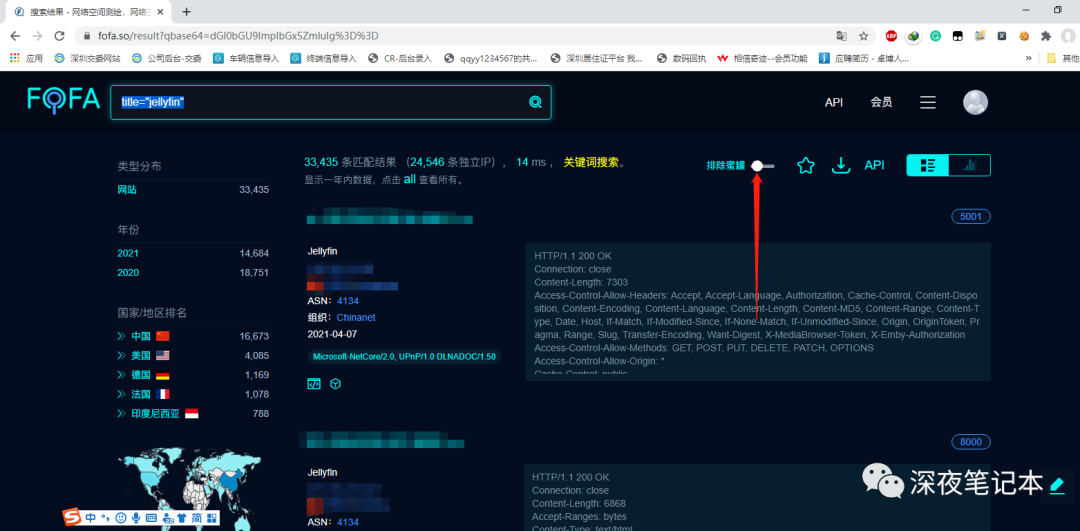 搜索结果 - 网络空间测绘，网络空
fofa.so/result?qbase64=dGl0bGU9ImplbGx5ZmluIg%3D%3D
应用 深圳交委网站 公司后台-交委 车辆信息导入 终端信息导入 CR-后台录入 qqyy1234567的共... 深圳居住证平台 我... 数码回执 相信奇迹--会员功能 应聘简历 - 卓博人... » 其他
FOFA
title="jellyfin"
API 会员
类型分布
网站 33,435
年份
2021 14,684
2020 18,751
国家/地区排名
中国 16,673
美国 4,085
德国 1,169
法国 1,078
印度尼西亚 788
33,435 条匹配结果 （24,546 条独立IP），14 ms ，关键词搜索。
显示一年内数据，点击 all 查看所有。
排除蜜罐
API
5001
Jellyfin
ASN: 4134
组织: Chinanet
2021-04-07
Microsoft-NetCore/2.0, UPnP/1.0 DLNADOC/1.50
HTTP/1.1 200 OK
Connection: close
Content-Length: 7303
Access-Control-Allow-Headers: Accept, Accept-Language, Authorization, Cache-Control, Content-Dispo
sition, Content-Encoding, Content-Language, Content-Length, Content-MD5, Content-Range, Content-T
ype, Date, Host, If-Match, If-Modified-Since, If-None-Match, If-Unmodified-Since, Origin, OriginToken, P
ragma, Range, Slug, Transfer-Encoding, Want-Digest, X-MediaBrowser-Token, X-Emby-Authorization
Access-Control-Allow-Methods: GET, POST, PUT, DELETE, PATCH, OPTIONS
Access-Control-Allow-Origin: *
Cache-Control: public
8000
Jellyfin
ASN: 4134
HTTP/1.1 200 OK
Connection: close
Content-Length: 6868
Accept-Ranges: bytes
Content-Type: text/html
深夜笔记本
中 简